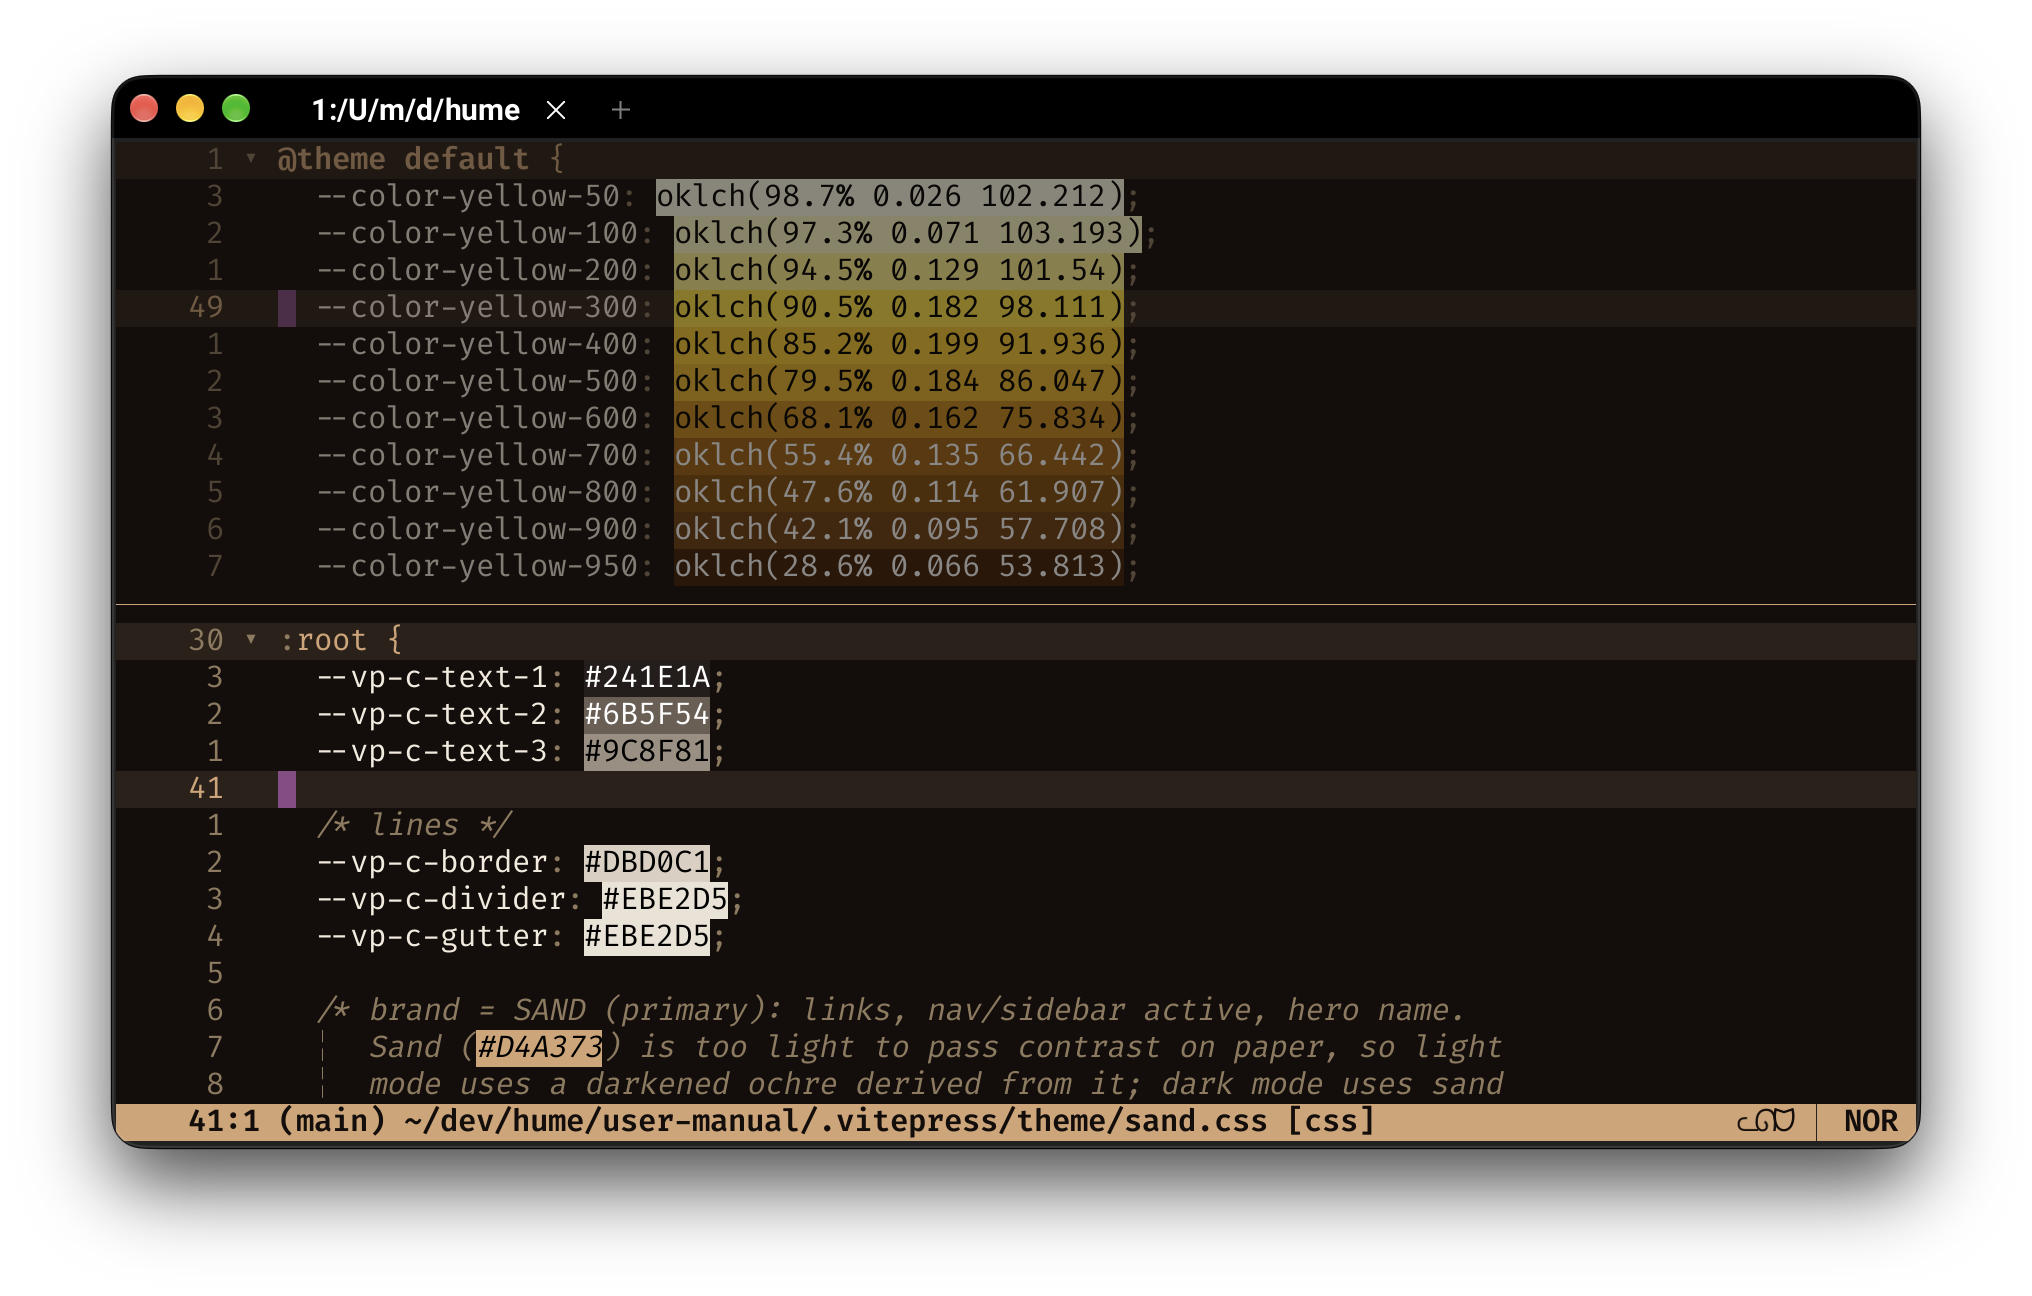 1:/U/m/d/hume
1 @theme default {
3 --color-yellow-50: oklch(98.7% 0.026 102.212);
2 --color-yellow-100: oklch(97.3% 0.071 103.193);
1 --color-yellow-200: oklch(94.5% 0.129 101.54);
49 --color-yellow-300: oklch(90.5% 0.182 98.111);
1 --color-yellow-400: oklch(85.2% 0.199 91.936);
2 --color-yellow-500: oklch(79.5% 0.184 86.047);
3 --color-yellow-600: oklch(68.1% 0.162 75.834);
4 --color-yellow-700: oklch(55.4% 0.135 66.442);
5 --color-yellow-800: oklch(47.6% 0.114 61.907);
6 --color-yellow-900: oklch(42.1% 0.095 57.708);
7 --color-yellow-950: oklch(28.6% 0.066 53.813);
30 :root {
3 --vp-c-text-1: #241E1A;
2 --vp-c-text-2: #6B5F54;
1 --vp-c-text-3: #9C8F81;
41
1 /* lines */
2 --vp-c-border: #DBD0C1;
3 --vp-c-divider: #EBE2D5;
4 --vp-c-gutter: #EBE2D5;
5
6 /* brand = SAND (primary): links, nav/sidebar active, hero name.
7 Sand (#D4A373) is too light to pass contrast on paper, so light
8 mode uses a darkened ochre derived from it; dark mode uses sand
41:1 (main) ~/dev/hume/user-manual/.vitepress/theme/sand.css [css] NOR